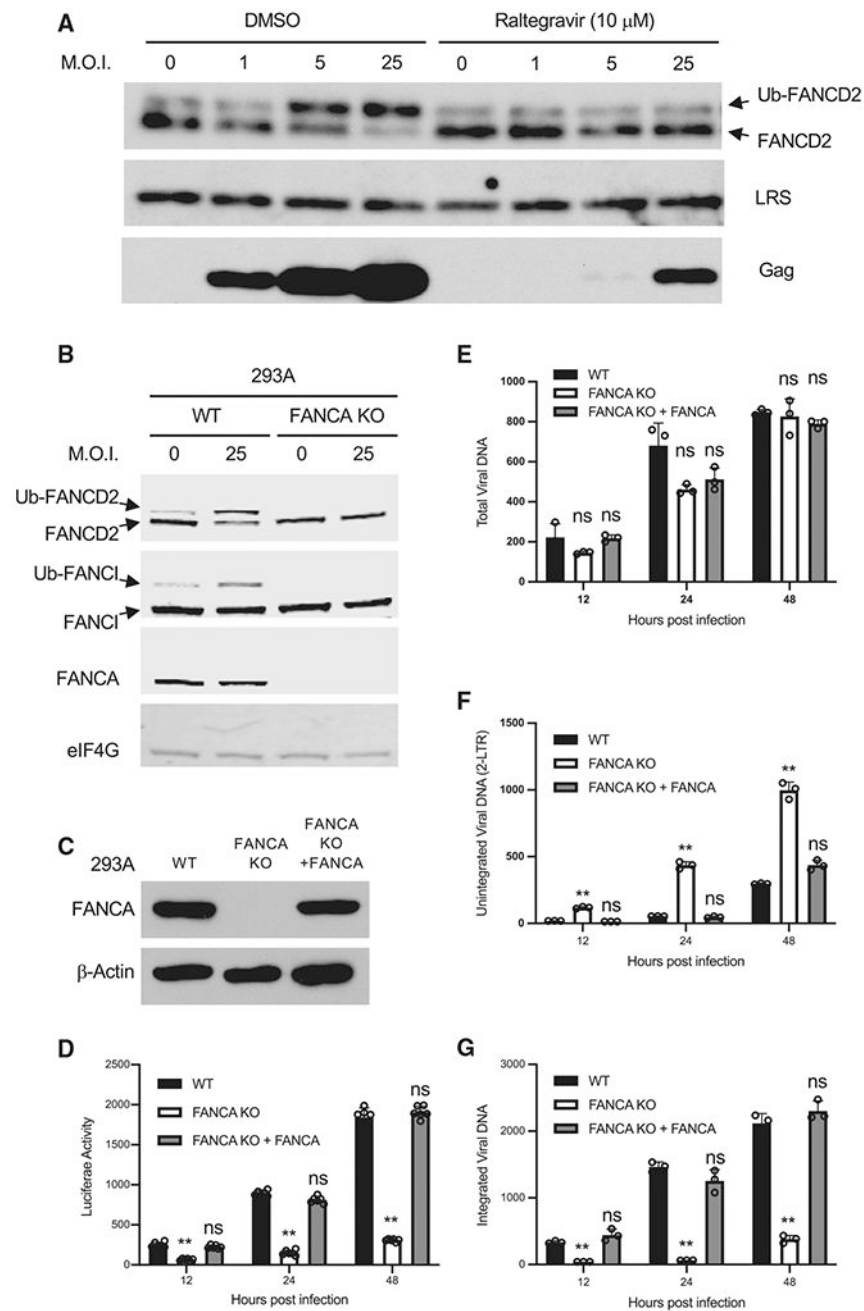 A
DMSO Raltegravir (10 μM)
M.O.I. 0 1 5 25 0 1 5 25
Ub-FANCD2
FANCD2
LRS
Gag
B
293A
WT FANCA KO
M.O.I. 0 25 0 25
Ub-FANCD2
FANCD2
Ub-FANCI
FANCI
FANCA
eIF4G
C
293A WT FANCA KO FANCA KO +FANCA
FANCA
β-Actin
D
2500
2000
1500
1000
500
0
Luciferae Activity
WT
FANCA KO
FANCA KO + FANCA
** ns ** ns ** ns
12 24 48
Hours post infection
E
1000
800
600
400
200
0
Total Viral DNA
WT
FANCA KO
FANCA KO + FANCA
ns ns ns ns ns ns
12 24 48
Hours post infection
F
1500
1000
500
0
Unintegrated Viral DNA (2-LTR)
WT
FANCA KO
FANCA KO + FANCA
** ns ** ns ** ns
12 24 48
Hours post infection
G
3000
2000
1000
0
Integrated Viral DNA
WT
FANCA KO
FANCA KO + FANCA
** ns ** ns ** ns
12 24 48
Hours post infection